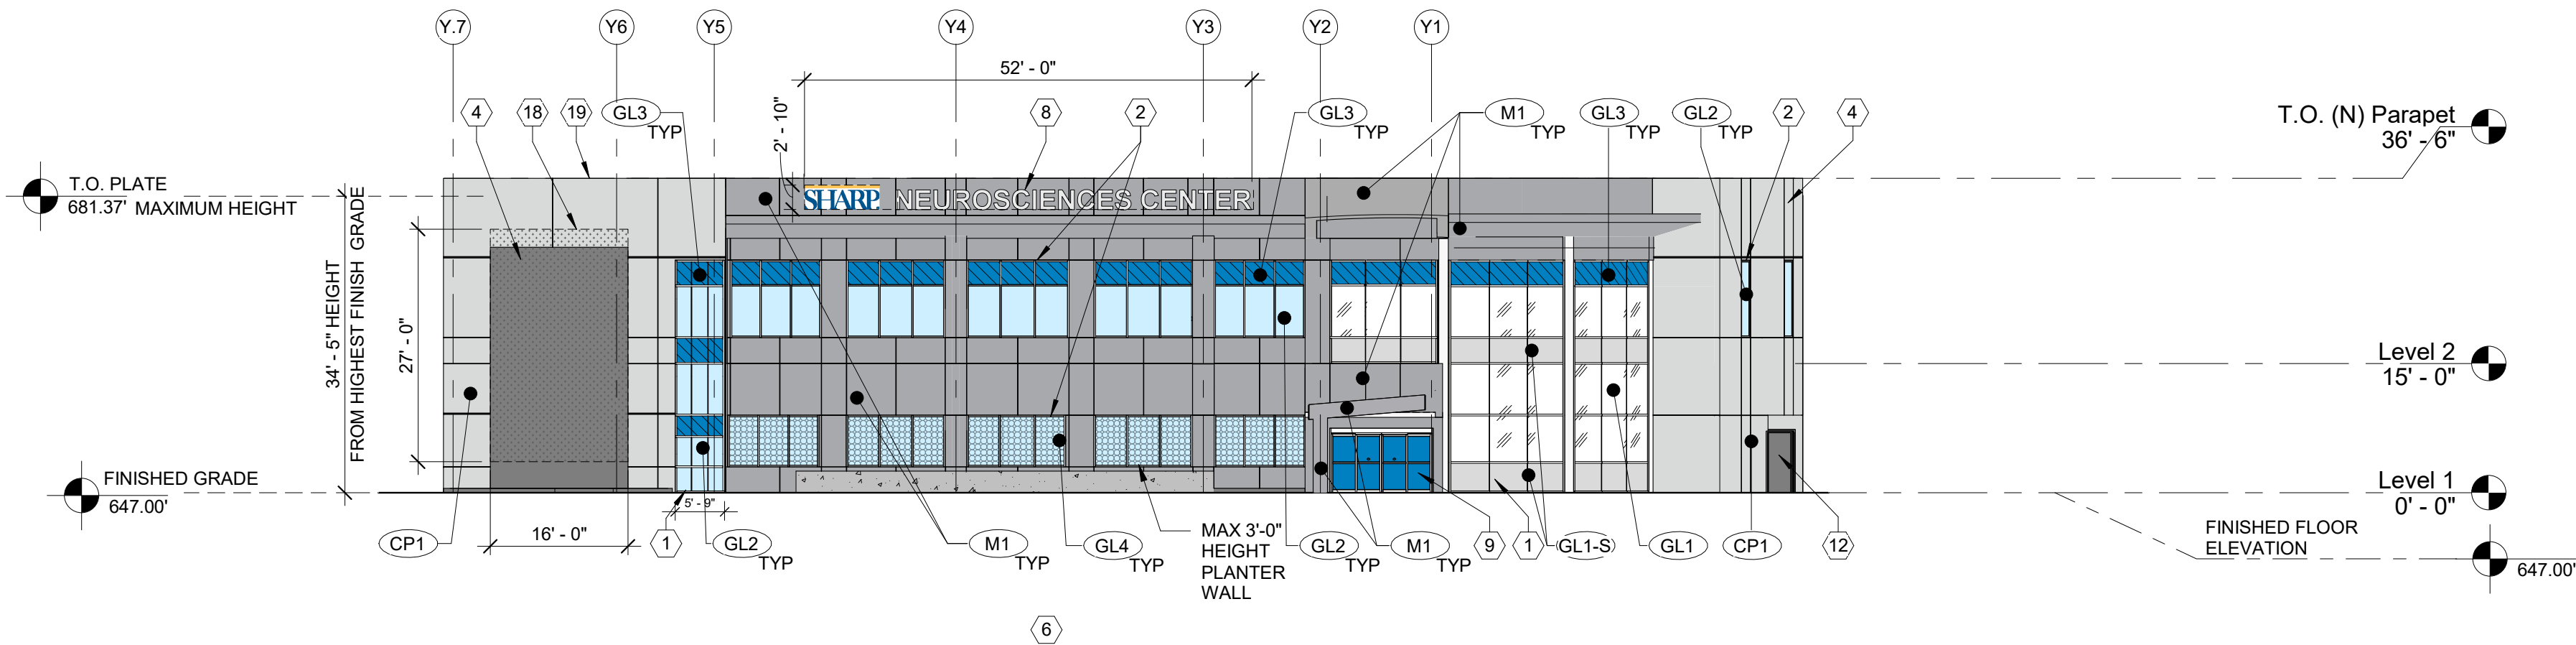 Y.7
Y6
Y5
Y4
Y3
Y2
Y1
52' - 0"
4
18
19
GL3
TYP
2' - 10"
8
2
GL3
TYP
M1
TYP
GL3
TYP
GL2
TYP
2
4
T.O. (N) Parapet
36' - 6"
T.O. PLATE
681.37' MAXIMUM HEIGHT
SHARP NEUROSCIENCES CENTER
34' - 5" HEIGHT
FROM HIGHEST FINISH GRADE
27' - 0"
Level 2
15' - 0"
FINISHED GRADE
647.00'
Level 1
0' - 0"
5' - 9"
16' - 0"
CP1
1
GL2
TYP
M1
TYP
GL4
TYP
MAX 3'-0"
HEIGHT
PLANTER
WALL
GL2
TYP
M1
TYP
9
1
GL1-S
GL1
CP1
12
FINISHED FLOOR
ELEVATION
647.00'
6